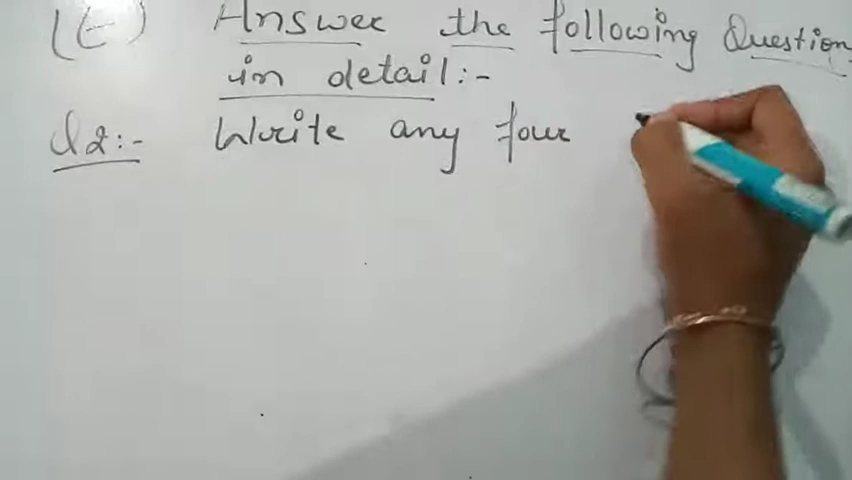 (E) Answer the following Question
in detail:-
Q2:- Write any four